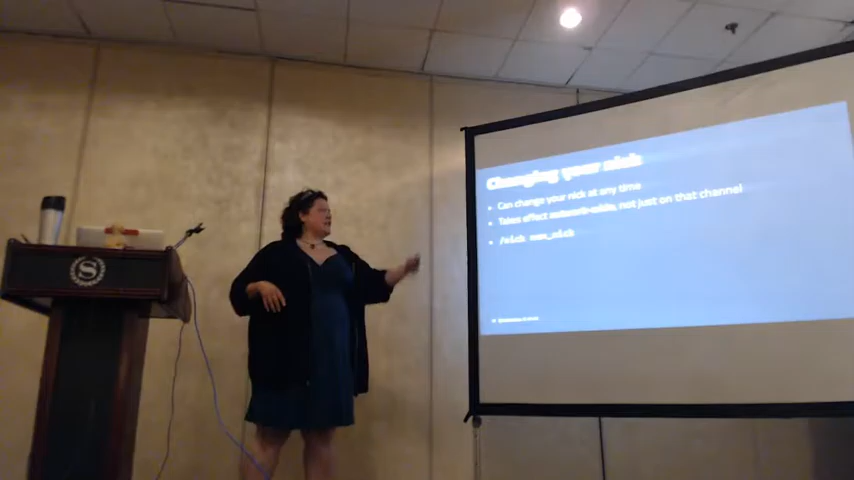 Changing your nick
Can change your nick at any time
Takes effect network-wide, not just on that channel
/nick new_nick
S